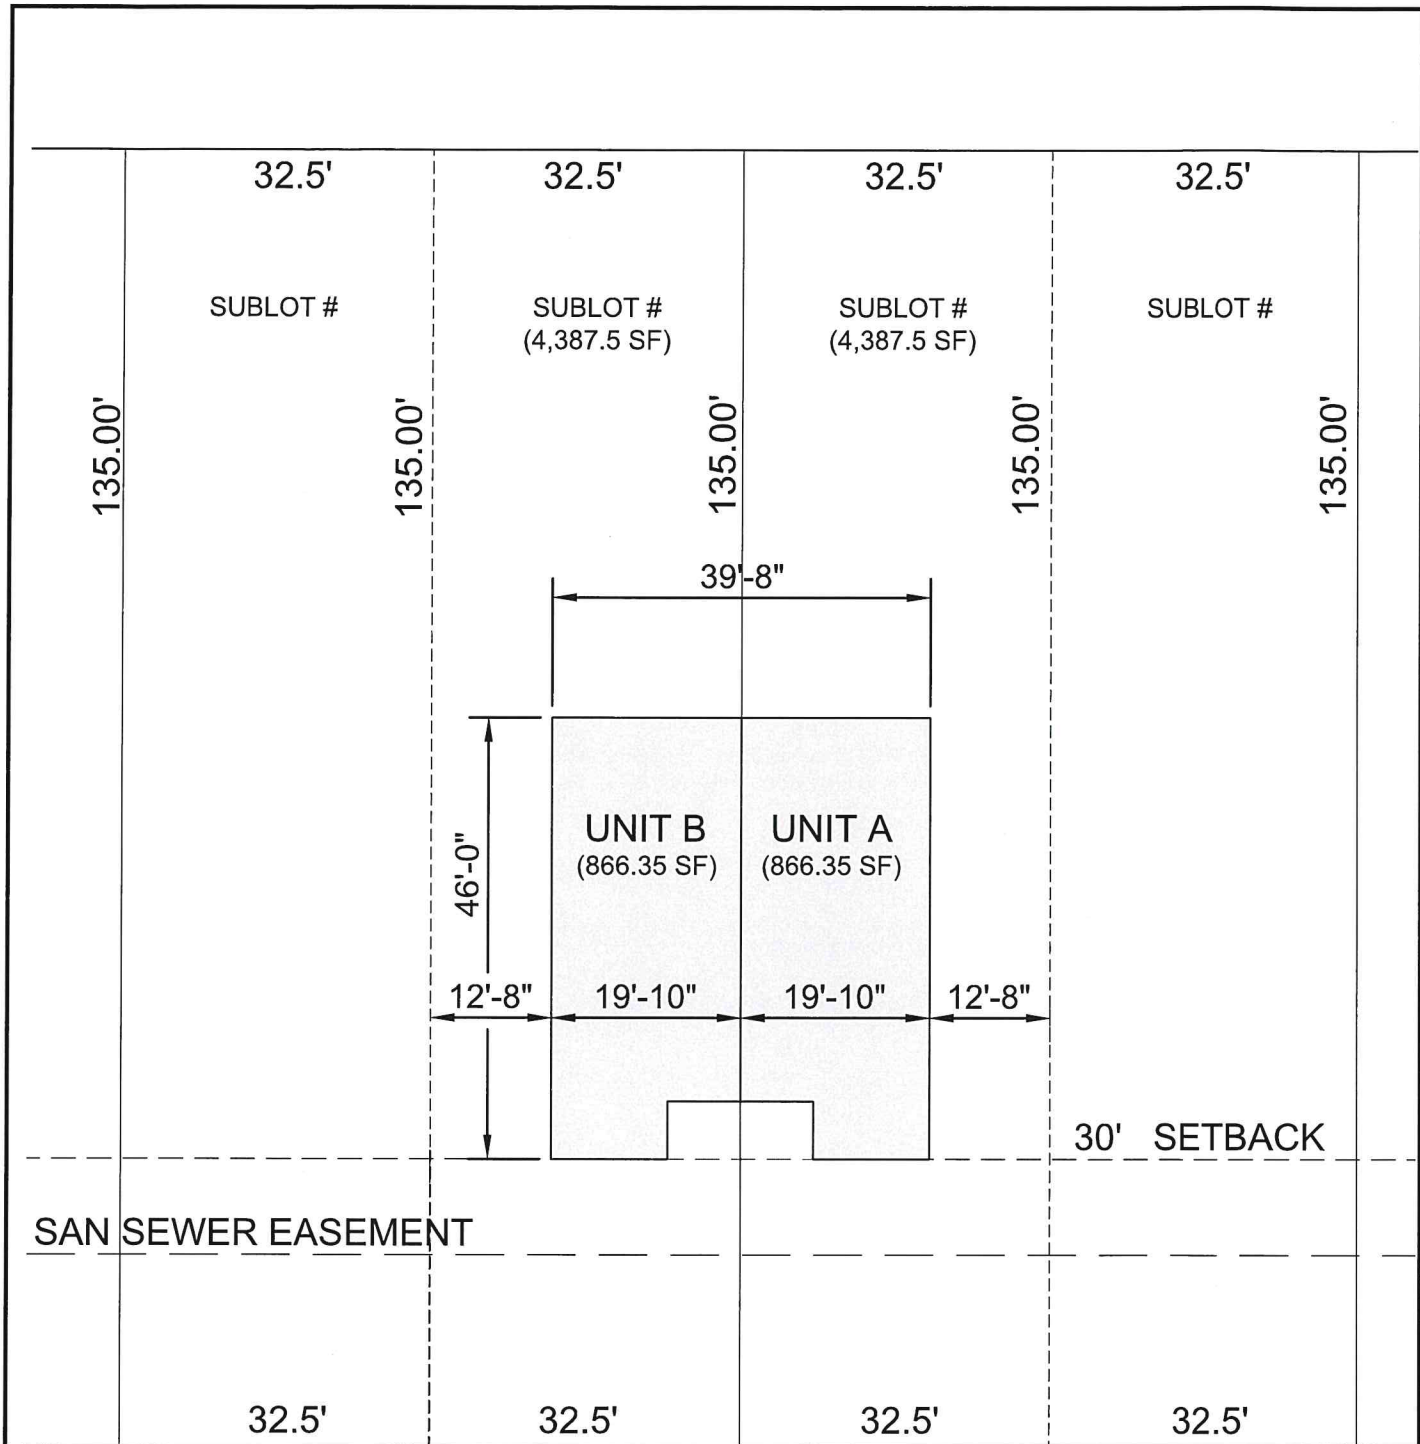 32.5' 32.5' 32.5' 32.5'
SUBLOT # SUBLOT # SUBLOT # SUBLOT #
(4,387.5 SF) (4,387.5 SF)
135.00' 135.00' 135.00' 135.00' 135.00'
39'-8"
UNIT B UNIT A
(866.35 SF) (866.35 SF)
46'-0"
12'-8" 19'-10" 19'-10" 12'-8"
30' SETBACK
SAN SEWER EASEMENT
32.5' 32.5' 32.5' 32.5'